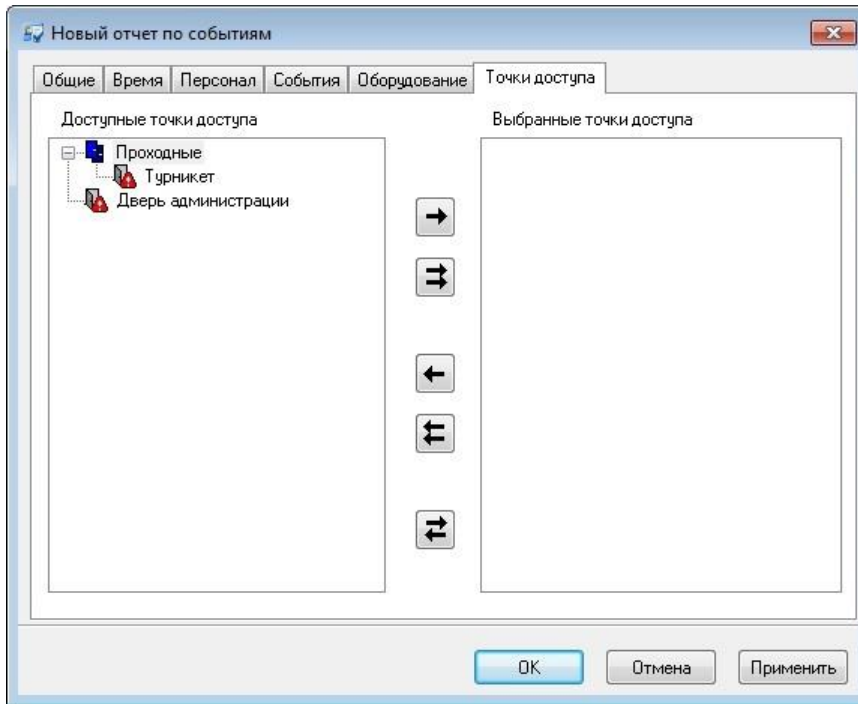 Новый отчет по событиям
Общие Время Персонал События Оборудование Точки доступа
Доступные точки доступа Выбранные точки доступа
Проходные
Турникет
Дверь администрации
OK Отмена Применить